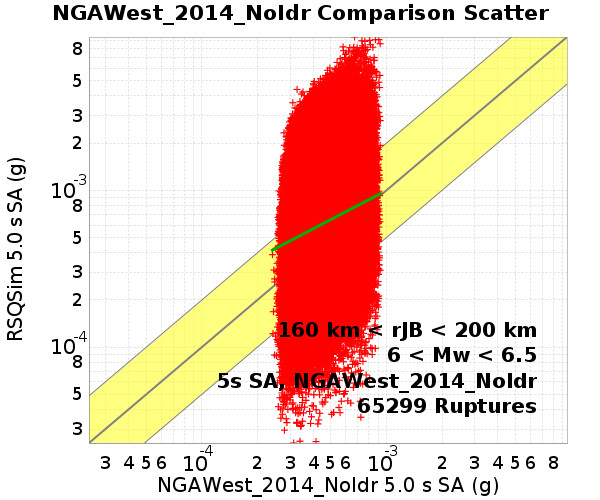 NGAWest_2014_NoIdr Comparison Scatter
RSQSim 5.0 s SA (g)
8
5
3
2
10-3
8
5
3
2
10-4
8
5
3
160 km < rJB < 200 km
6 < Mw < 6.5
5s SA, NGAWest_2014_NoIdr
65299 Ruptures
3 4 5 6 10-4 2 3 4 5 6 10-3 2 3 4 5 6 8
NGAWest_2014_NoIdr 5.0 s SA (g)